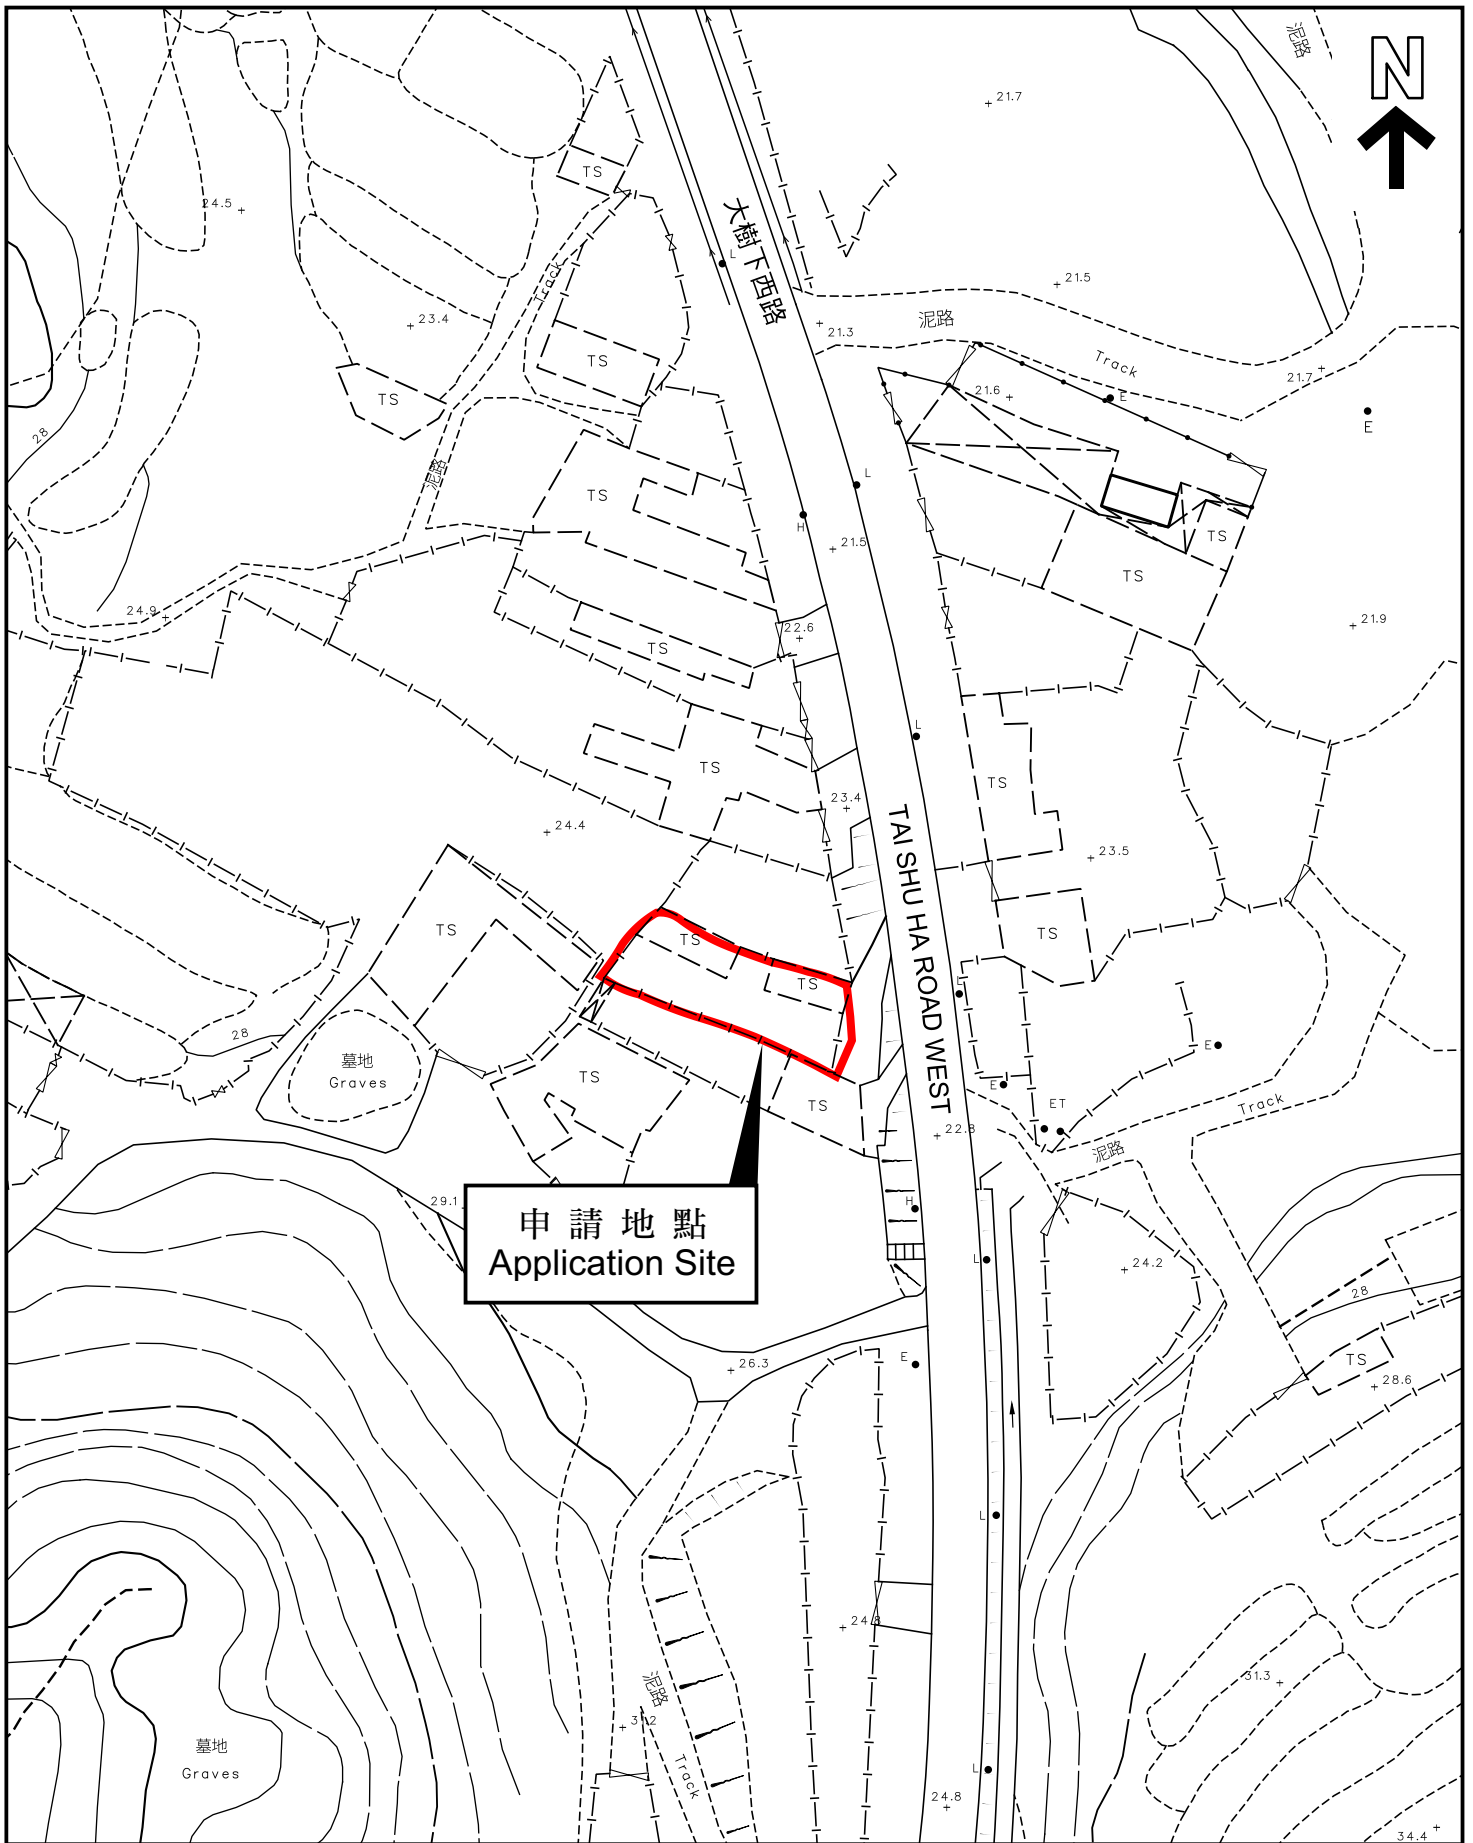 泥路
N
21.7
TS
24.5
大樹下西路
L
Track
21.5
23.4
21.3
泥路
Track
TS
21.7
TS
21.6
E
E
28
泥路
TS
L
H
21.5
TS
TS
24.9
22.6
21.9
TS
L
TS
TS
23.4
24.4
TAI SHU HA ROAD WEST
23.5
TS
TS
TS
TS
E
28
墓地
Graves
E
TS
E
TS
ET
Track
22.8
泥路
29.1
H
申請地點
Application Site
L
24.2
28
E
26.3
TS
28.6
L
24.8
泥路
31.3
31.2
墓地
Graves
Track
L
24.8
34.4